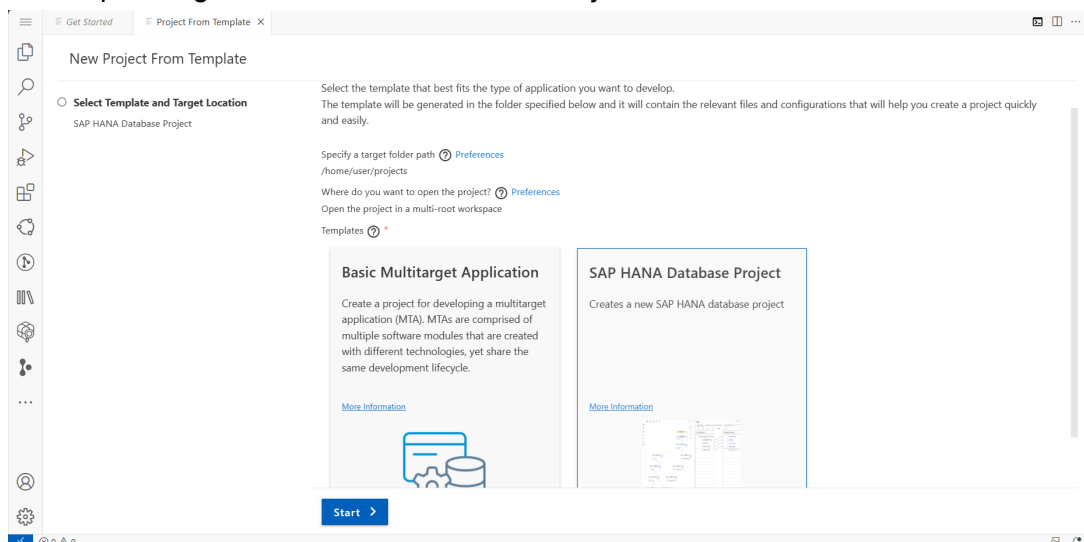 Get Started
Project From Template
New Project From Template
Select Template and Target Location
SAP HANA Database Project
Select the template that best fits the type of application you want to develop.
The template will be generated in the folder specified below and it will contain the relevant files and configurations that will help you create a project quickly
and easily.
Specify a target folder path ? Preferences
/home/user/projects
Where do you want to open the project? ? Preferences
Open the project in a multi-root workspace
Templates ? *
Basic Multitarget Application
Create a project for developing a multitarget
application (MTA). MTAs are comprised of
multiple software modules that are created
with different technologies, yet share the
same development lifecycle.
More Information
SAP HANA Database Project
Creates a new SAP HANA database project
More Information
Start